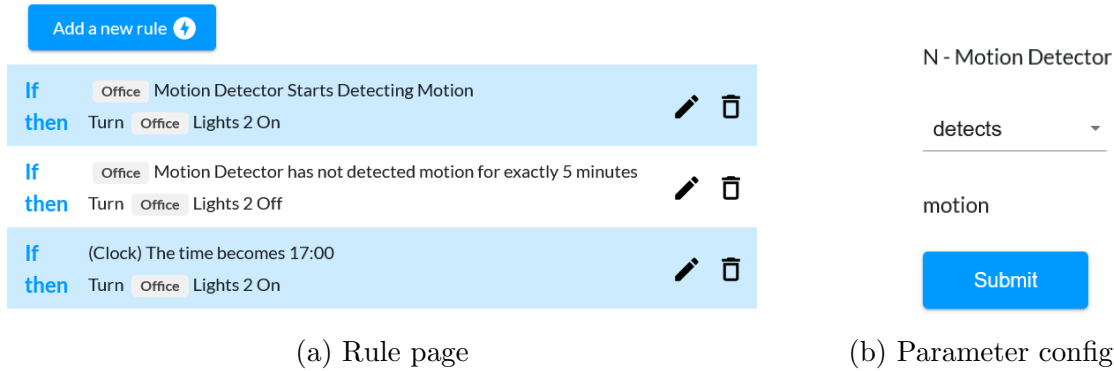 Add a new rule
If Office Motion Detector Starts Detecting Motion
then Turn Office Lights 2 On
If Office Motion Detector has not detected motion for exactly 5 minutes
then Turn Office Lights 2 Off
If (Clock) The time becomes 17:00
then Turn Office Lights 2 On
(a) Rule page
N - Motion Detector
detects
motion
Submit
(b) Parameter config